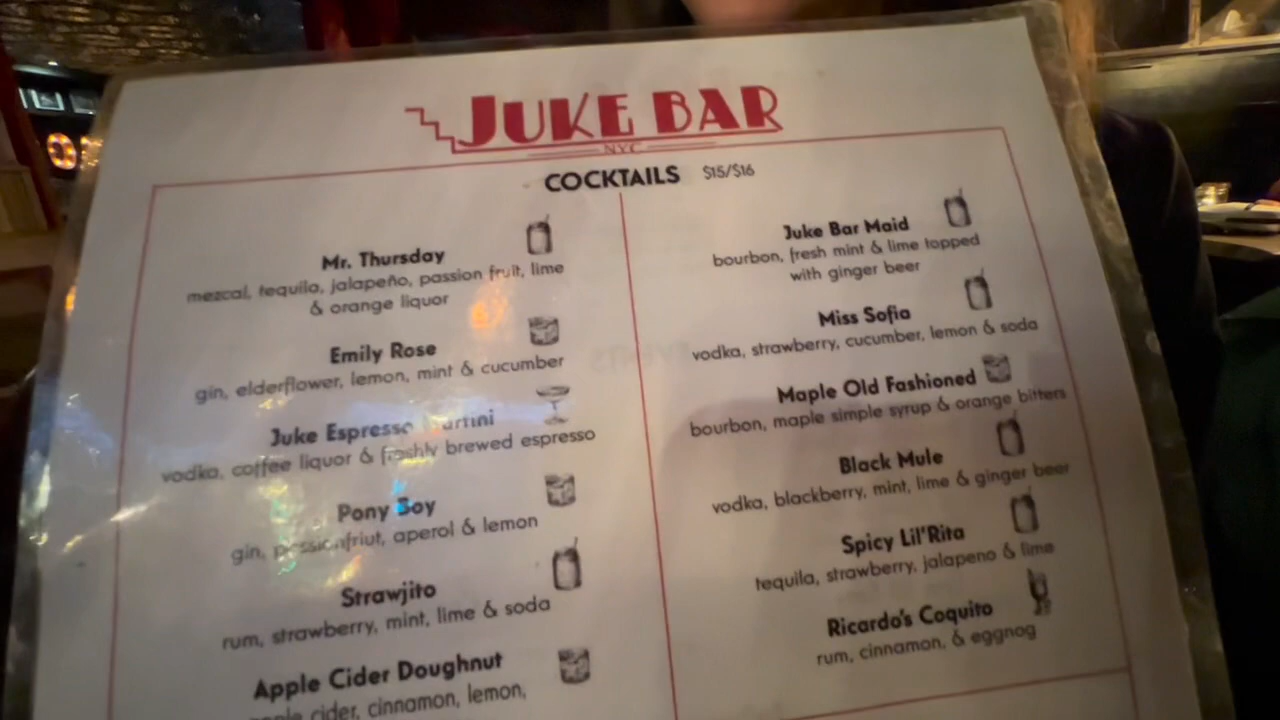 JUKE BAR
NYC
COCKTAILS $15/$16
Mr. Thursday
mezcal, tequila, jalapeño, passion fruit, lime
& orange liquor
Emily Rose
gin, elderflower, lemon, mint & cucumber
Juke Espresso Martini
vodka, coffee liquor & freshly brewed espresso
Pony Boy
gin, passionfriut, aperol & lemon
Strawjito
rum, strawberry, mint, lime & soda
Apple Cider Doughnut
apple cider, cinnamon, lemon,
Juke Bar Maid
bourbon, fresh mint & lime topped
with ginger beer
Miss Sofia
vodka, strawberry, cucumber, lemon & soda
Maple Old Fashioned
bourbon, maple simple syrup & orange bitters
Black Mule
vodka, blackberry, mint, lime & ginger beer
Spicy Lil'Rita
tequila, strawberry, jalapeno & lime
Ricardo's Coquito
rum, cinnamon, & eggnog